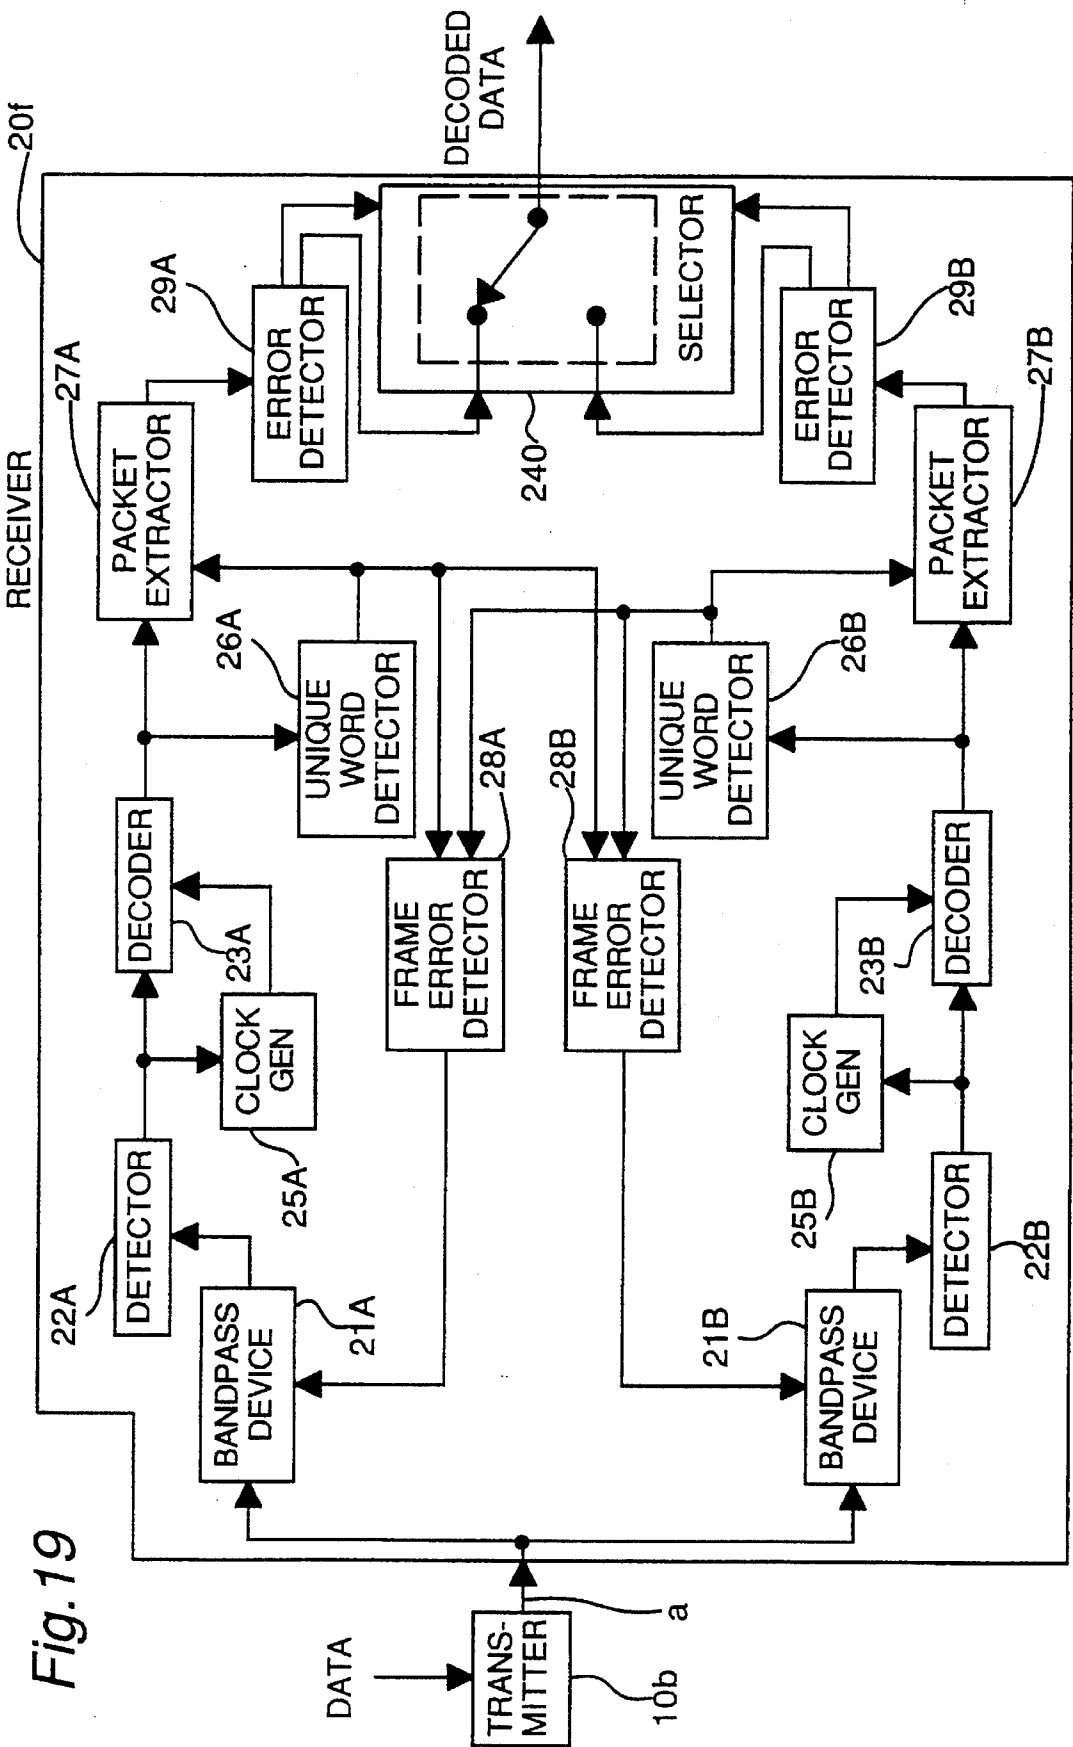 Fig.19
RECEIVER
20f
DATA
TRANS-
MITTER
10b
a
BANDPASS
DEVICE
21A
DETECTOR
22A
CLOCK
GEN
25A
DECODER
23A
UNIQUE
WORD
DETECTOR
26A
PACKET
EXTRACTOR
27A
ERROR
DETECTOR
29A
FRAME
ERROR
DETECTOR
28A
FRAME
ERROR
DETECTOR
28B
SELECTOR
240
DECODED
DATA
BANDPASS
DEVICE
21B
DETECTOR
22B
CLOCK
GEN
25B
DECODER
23B
UNIQUE
WORD
DETECTOR
26B
PACKET
EXTRACTOR
27B
ERROR
DETECTOR
29B